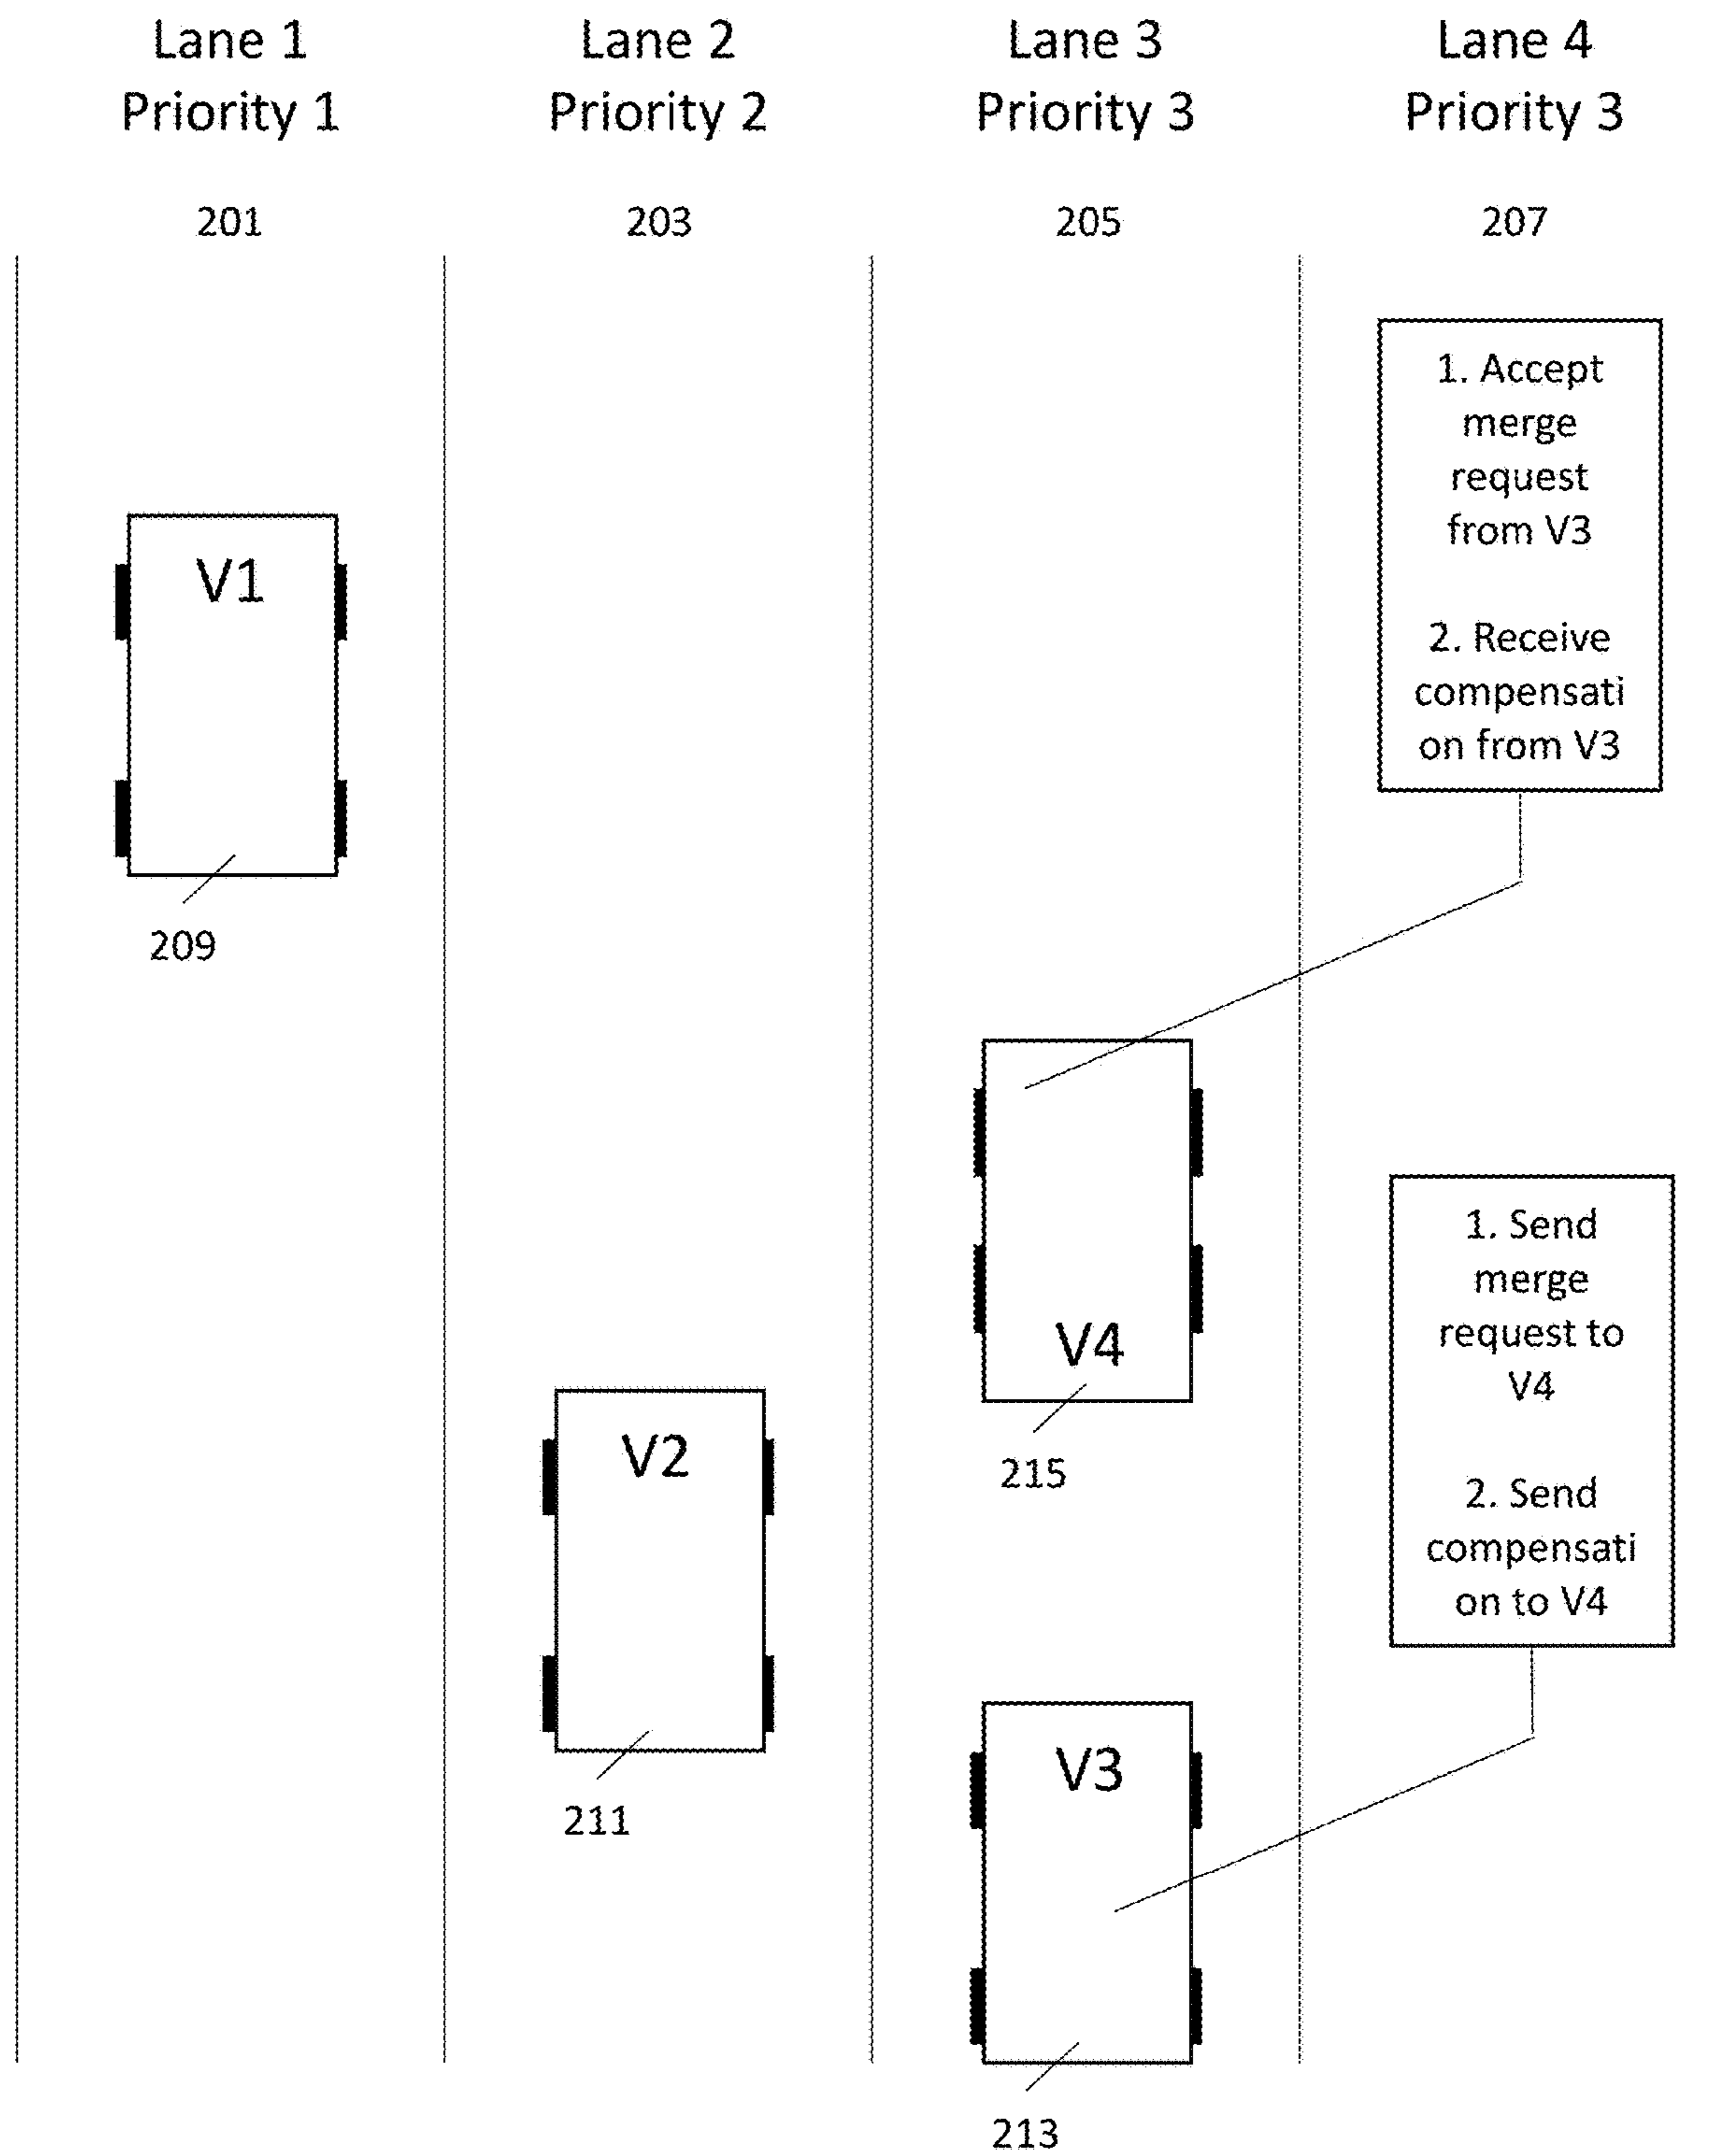 Lane 1
Priority 1
201
Lane 2
Priority 2
203
Lane 3
Priority 3
205
Lane 4
Priority 3
207
1. Accept
merge
request
from V3
2. Receive
compensati
on from V3
V1
209
V4
215
1. Send
merge
request to
V4
2. Send
compensati
on to V4
V2
211
V3
213